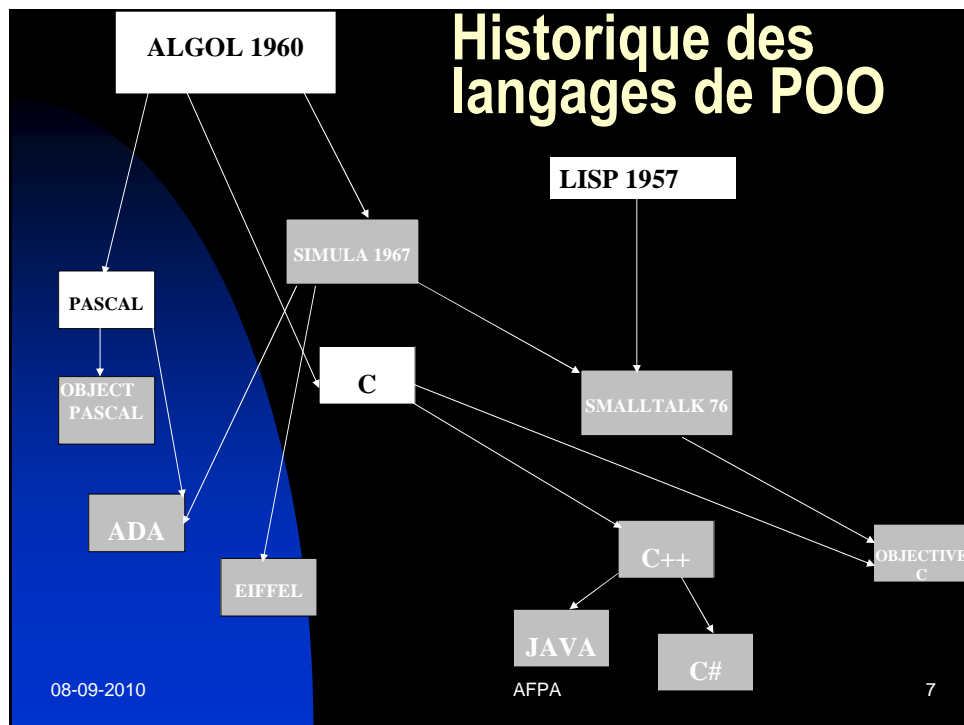 ALGOL 1960
Historique des
langages de POO
LISP 1957
SIMULA 1967
PASCAL
C
OBJECT
PASCAL
SMALLTALK 76
ADA
C++
OBJECTIVE
C
EIFFEL
JAVA
C#
08-09-2010
AFPA
7